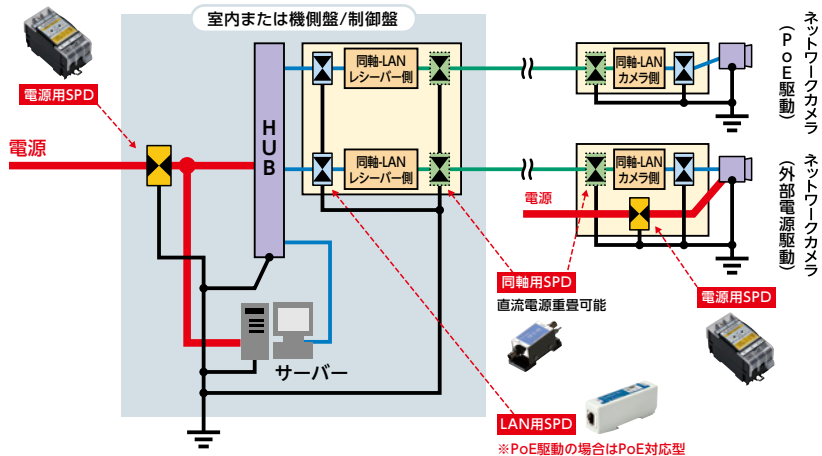 室内または機側盤/制御盤
電源用SPD
電源
HUB
同軸-LAN
レシーバー側
同軸-LAN
カメラ側
ネットワークカメラ
(PoE駆動)
同軸-LAN
レシーバー側
同軸-LAN
カメラ側
ネットワークカメラ
(外部電源駆動)
電源
同軸用SPD
直流電源重畳可能
電源用SPD
サーバー
LAN用SPD
※PoE駆動の場合はPoE対応型